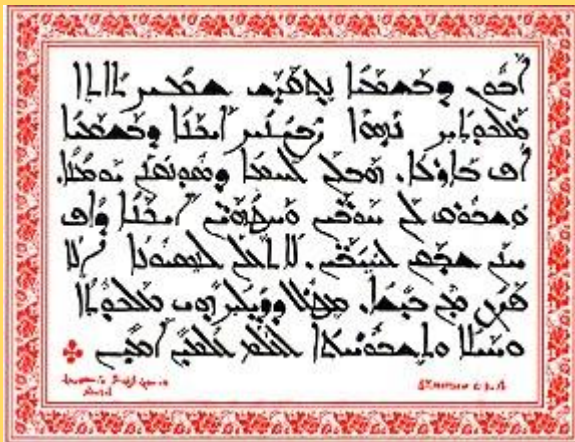 ܐܒܘܢ ܕܒܫܡܝܐ ܢܬܩܕܫ ܫܡܟ ܬܐܬܐ
ܡܠܟܘܬܟ ܢܗܘܐ ܨܒܝܢܟ ܐܝܟܢܐ ܕܒܫܡܝܐ
ܐܦ ܒܐܪܥܐ. ܗܒ ܠܢ ܠܚܡܐ ܕܣܘܢܩܢܢ ܝܘܡܢܐ.
ܘܫܒܘܩ ܠܢ ܚܘܒܝܢ ܘܚܛܗܝܢ ܐܝܟܢܐ ܕܐܦ
ܚܢܢ ܫܒܩܢ ܠܚܝܒܝܢ. ܠܐ ܬܥܠܢ ܠܢܣܝܘܢܐ ܐܠܐ
ܦܨܢ ܡܢ ܒܝܫܐ. ܡܛܠ ܕܕܝܠܟ ܗܝ ܡܠܟܘܬܐ
ܘܚܝܠܐ ܘܬܫܒܘܚܬܐ ܠܥܠܡ ܥܠܡܝܢ ܐܡܝܢ